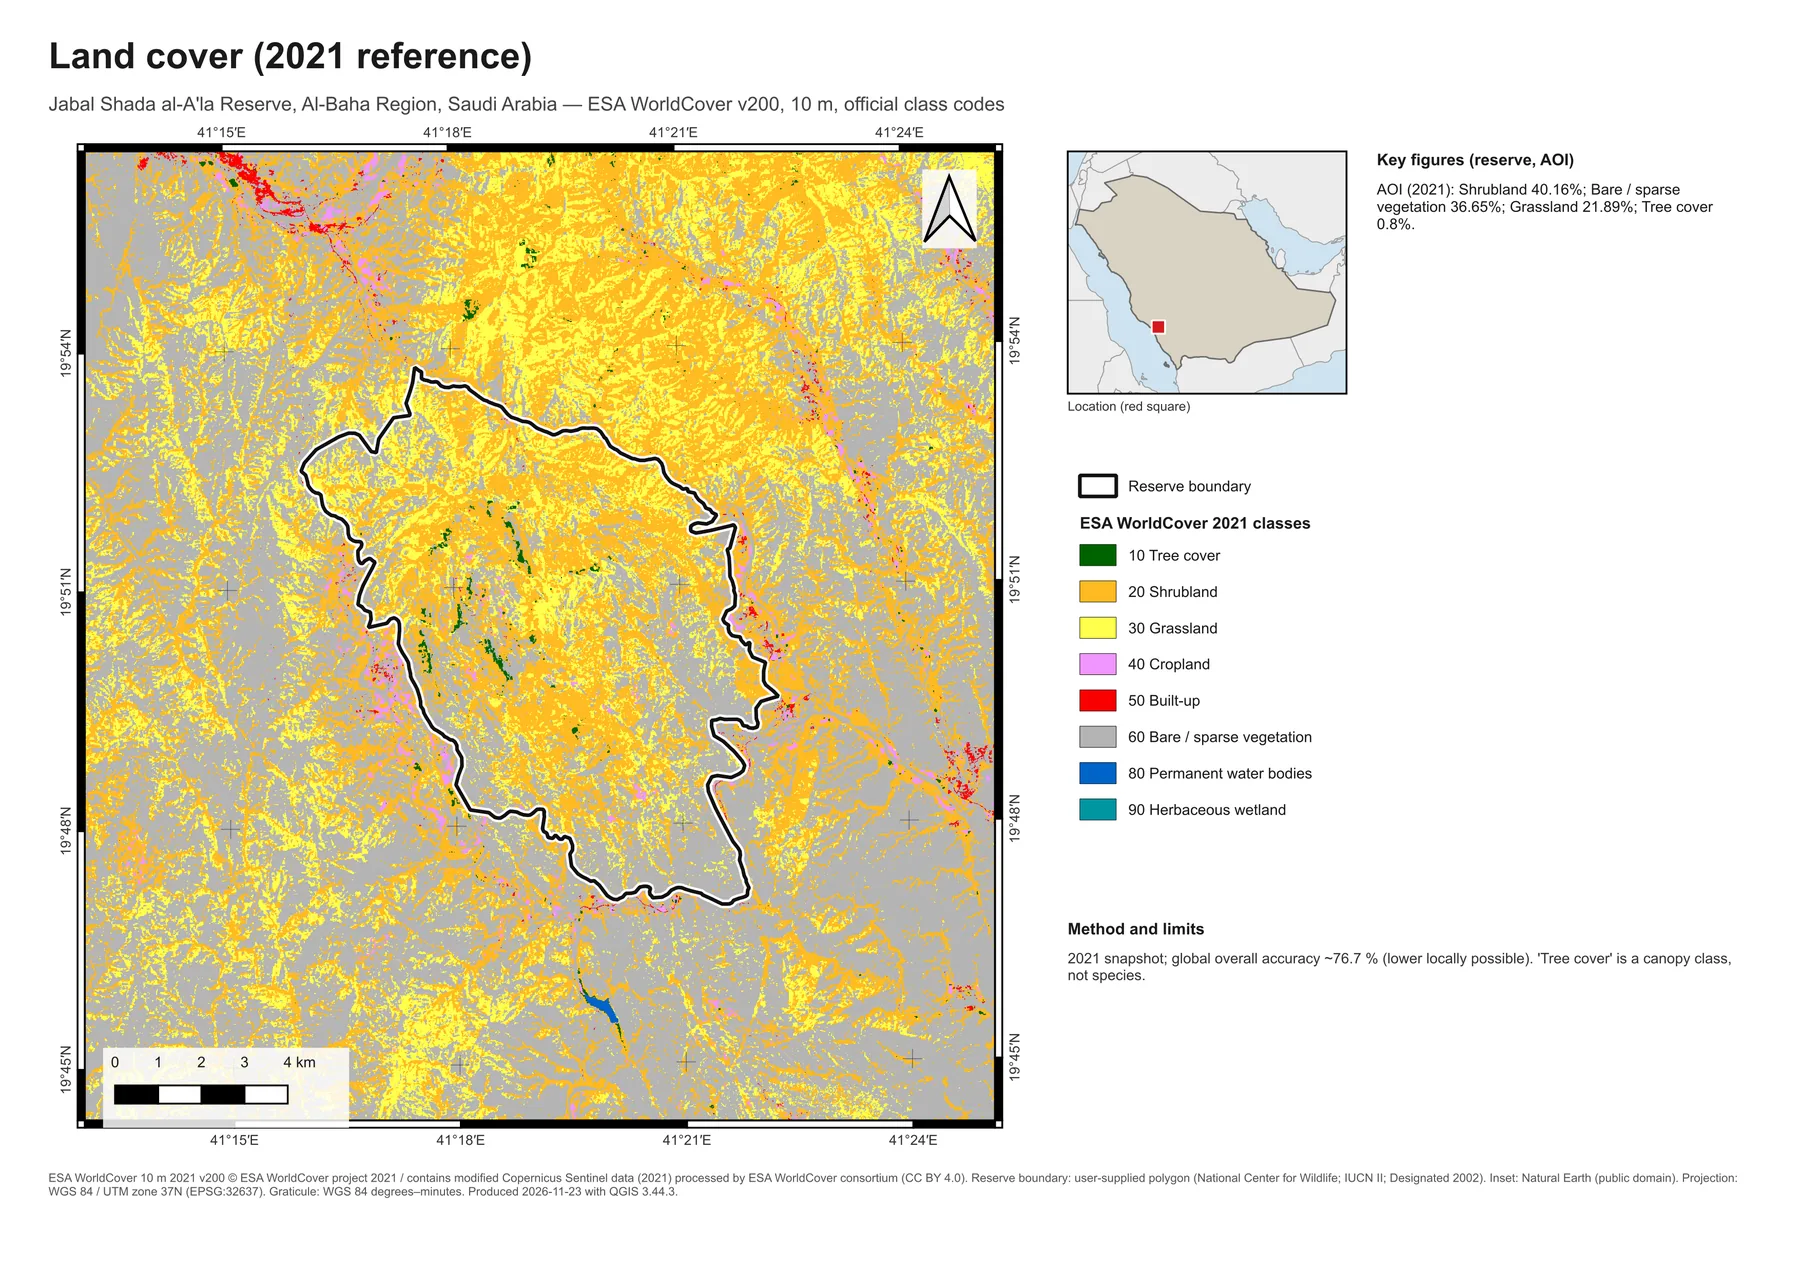 Land cover (2021 reference)
Jabal Shada al-A'la Reserve, Al-Baha Region, Saudi Arabia — ESA WorldCover v200, 10 m, official class codes
41°15'E 41°18'E 41°21'E 41°24'E
19°54'N
19°51'N
19°48'N
19°45'N
19°54'N
19°51'N
19°48'N
19°45'N
0 1 2 3 4 km
41°15'E 41°18'E 41°21'E 41°24'E
Location (red square)
Key figures (reserve, AOI)
AOI (2021): Shrubland 40.16%; Bare / sparse
vegetation 36.65%; Grassland 21.89%; Tree cover
0.8%.
Reserve boundary
ESA WorldCover 2021 classes
10 Tree cover
20 Shrubland
30 Grassland
40 Cropland
50 Built-up
60 Bare / sparse vegetation
80 Permanent water bodies
90 Herbaceous wetland
Method and limits
2021 snapshot; global overall accuracy ~76.7 % (lower locally possible). 'Tree cover' is a canopy class,
not species.
ESA WorldCover 10 m 2021 v200 © ESA WorldCover project 2021 / contains modified Copernicus Sentinel data (2021) processed by ESA WorldCover consortium (CC BY 4.0). Reserve boundary: user-supplied polygon (National Center for Wildlife; IUCN II; Designated 2002). Inset: Natural Earth (public domain). Projection:
WGS 84 / UTM zone 37N (EPSG:32637). Graticule: WGS 84 degrees–minutes. Produced 2026-11-23 with QGIS 3.44.3.